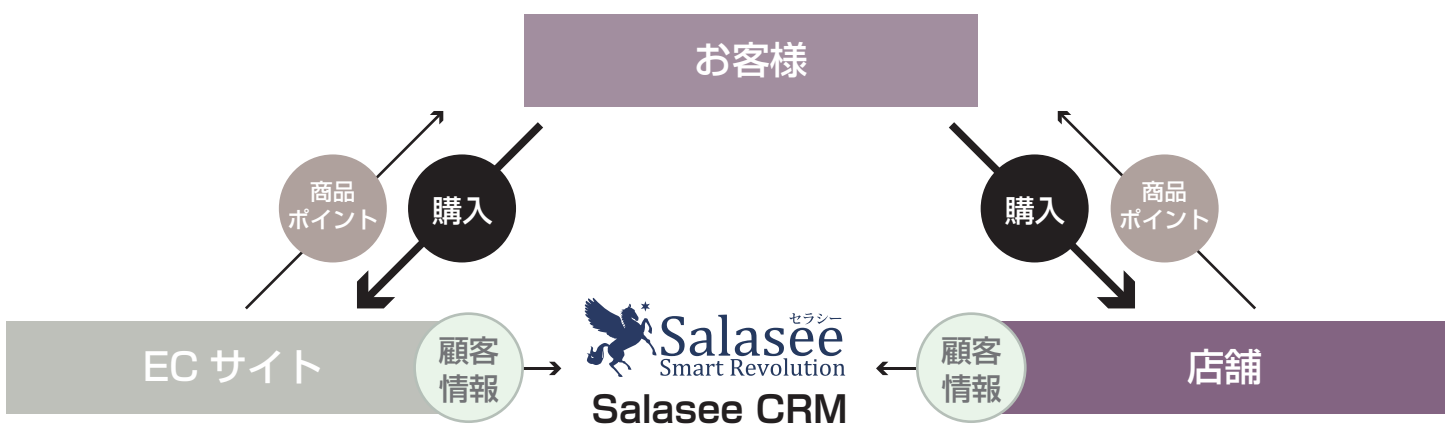 お客様
商品
ポイント
購入
購入
商品
ポイント
ECサイト
顧客
情報
セラシー
Salasee
Smart Revolution
Salasee CRM
顧客
情報
店舗